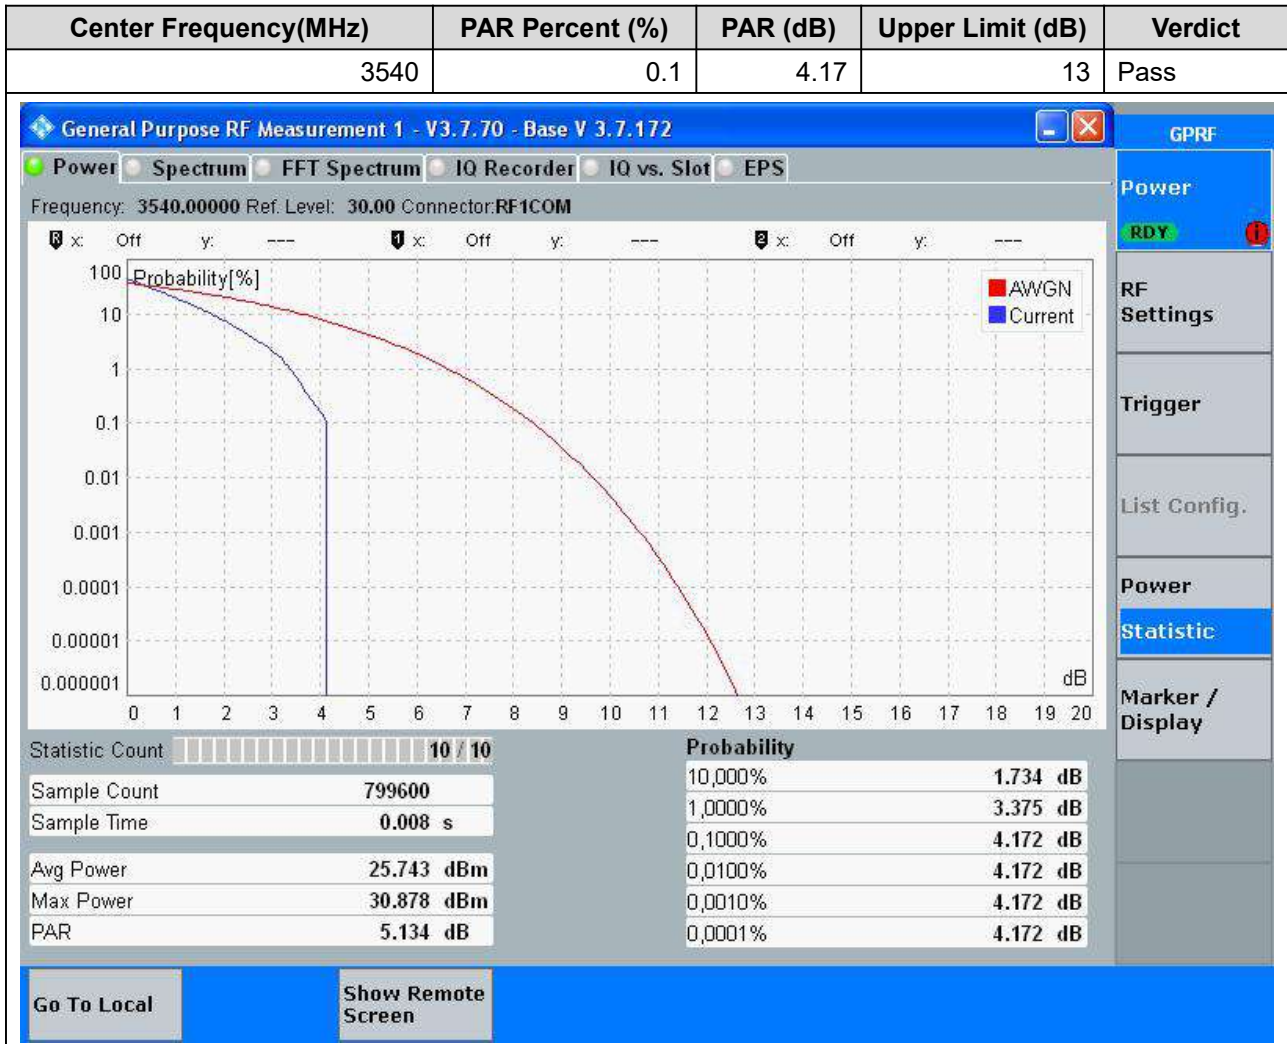 Center Frequency(MHz) PAR Percent (%) PAR (dB) Upper Limit (dB) Verdict
3540 0.1 4.17 13 Pass
General Purpose RF Measurement 1 - V3.7.70 - Base V 3.7.172
GPRF
Power Spectrum FFT Spectrum IQ Recorder IQ vs. Slot EPS
Power
RDY
Frequency: 3540.00000 Ref. Level: 30.00 Connector:RF1COM
R x: Off y: --- 1 x: Off y: --- 2 x: Off y: ---
Probability[%]
AWGN
Current
100
10
1
0.1
0.01
0.001
0.0001
0.00001
0.000001
dB
0 1 2 3 4 5 6 7 8 9 10 11 12 13 14 15 16 17 18 19 20
RF
Settings
Trigger
List Config.
Power
Statistic
Marker /
Display
Statistic Count 10 / 10
Sample Count 799600
Sample Time 0.008 s
Avg Power 25.743 dBm
Max Power 30.878 dBm
PAR 5.134 dB
Probability
10,000% 1.734 dB
1,0000% 3.375 dB
0,1000% 4.172 dB
0,0100% 4.172 dB
0,0010% 4.172 dB
0,0001% 4.172 dB
Go To Local
Show Remote
Screen